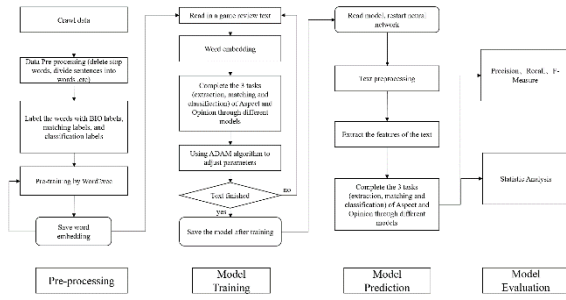 Crawl data
Data Pre-processing (delete stop
words, divide sentences into
words, etc)
Label the words with BIO labels,
matching labels, and
classification labels
Pre-training by Word2vec
Save word
embedding
Pre-processing
Read in a game review text
Word embedding
Complete the 3 tasks
(extraction, matching and
classification) of Aspect and
Opinion through different
models
Using ADAM algorithm to
adjust parameters
Text finished
no
yes
Save the model after training
Model
Training
Read model, restart neural
network
Text preprocessing
Extract the features of the text
Complete the 3 tasks
(extraction, matching and
classification) of Aspect and
Opinion through different
models
Model
Prediction
Precision、Recall、F-
Measure
Statistic Analysis
Model
Evaluation